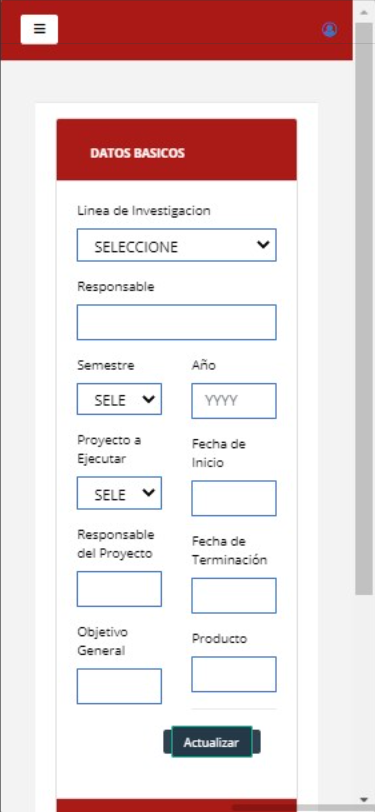 DATOS BASICOS
Linea de Investigacion
SELECCIONE
Responsable
Semestre
Año
SELE
YYYY
Proyecto a
Ejecutar
Fecha de
Inicio
SELE
Responsable
del Proyecto
Fecha de
Terminación
Objetivo
General
Producto
Actualizar